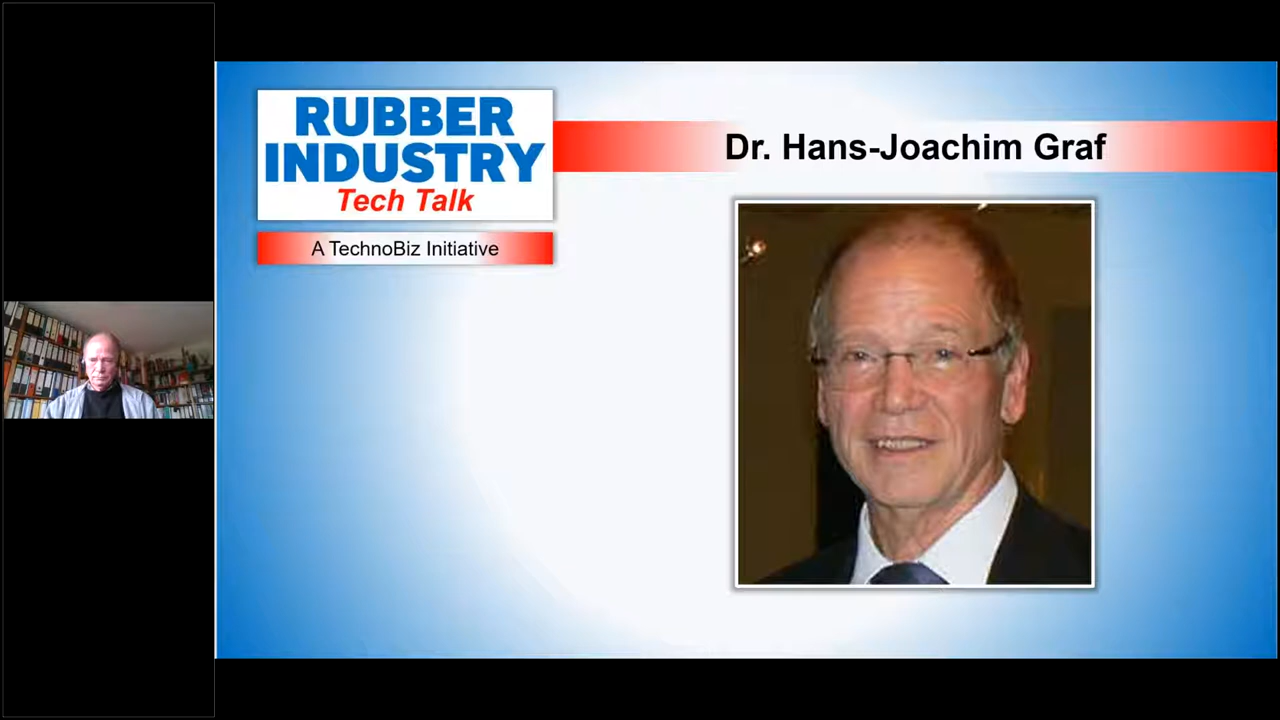 RUBBER
INDUSTRY
Tech Talk
A TechnoBiz Initiative
Dr. Hans-Joachim Graf